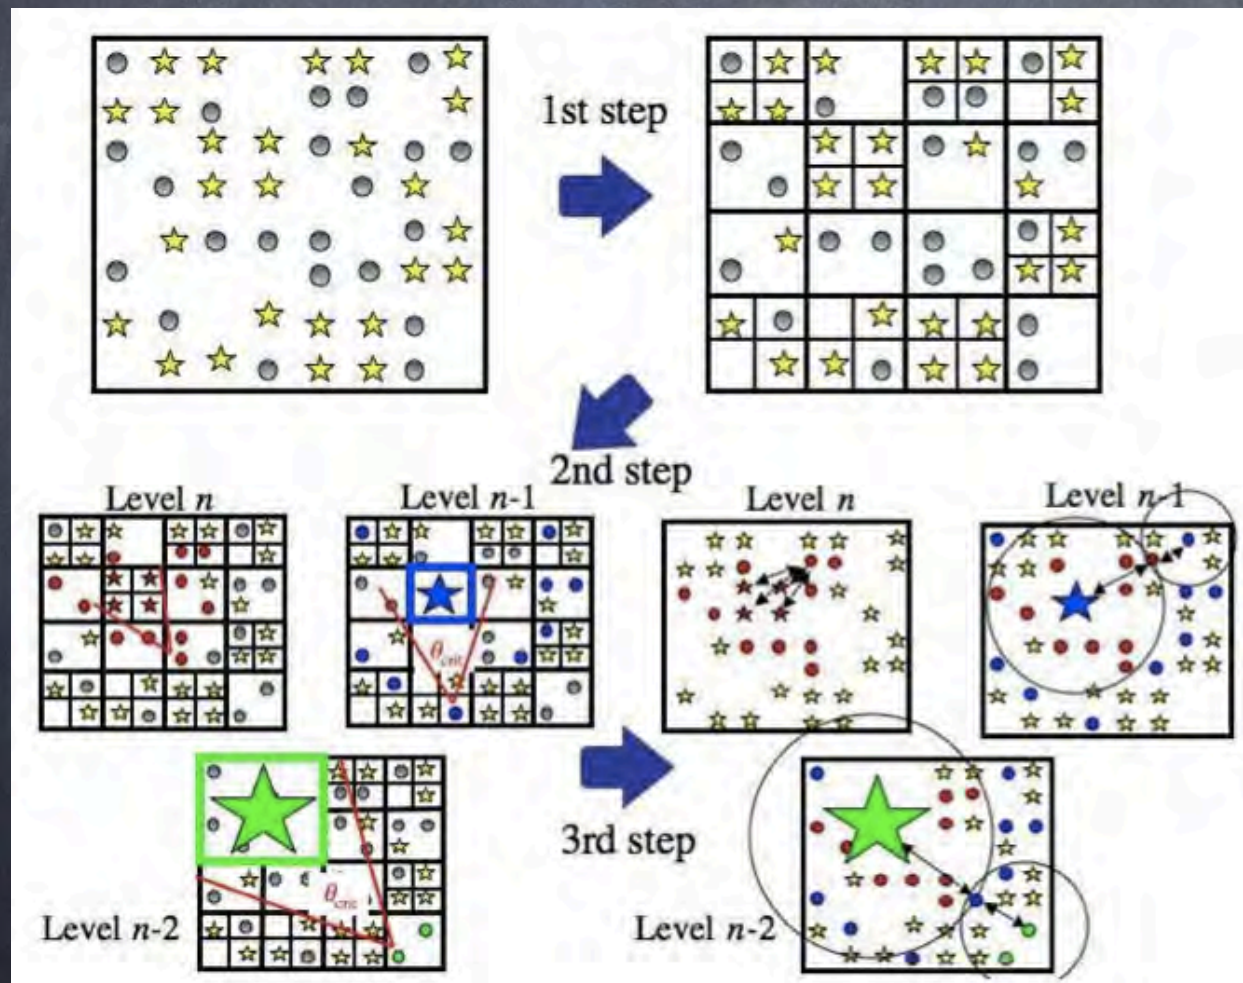 1st step
2nd step
Level n
Level n-1
Level n
Level n-1
θcrit
θcrit
3rd step
Level n-2
Level n-2